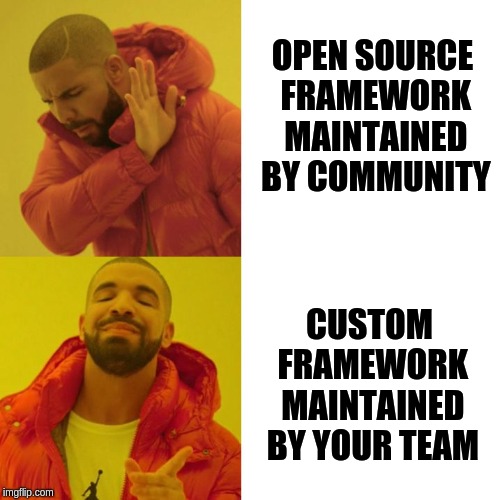 OPEN SOURCE
FRAMEWORK
MAINTAINED
BY COMMUNITY
CUSTOM
FRAMEWORK
MAINTAINED
BY YOUR TEAM
imgflip.com